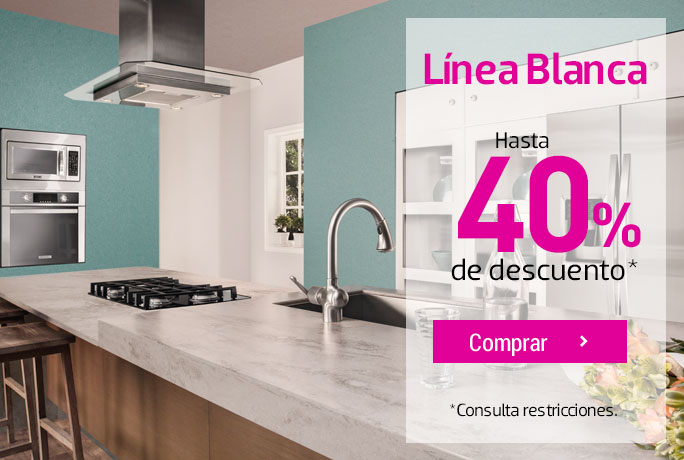 Línea Blanca
Hasta
40%
de descuento*
Comprar >
*Consulta restricciones.